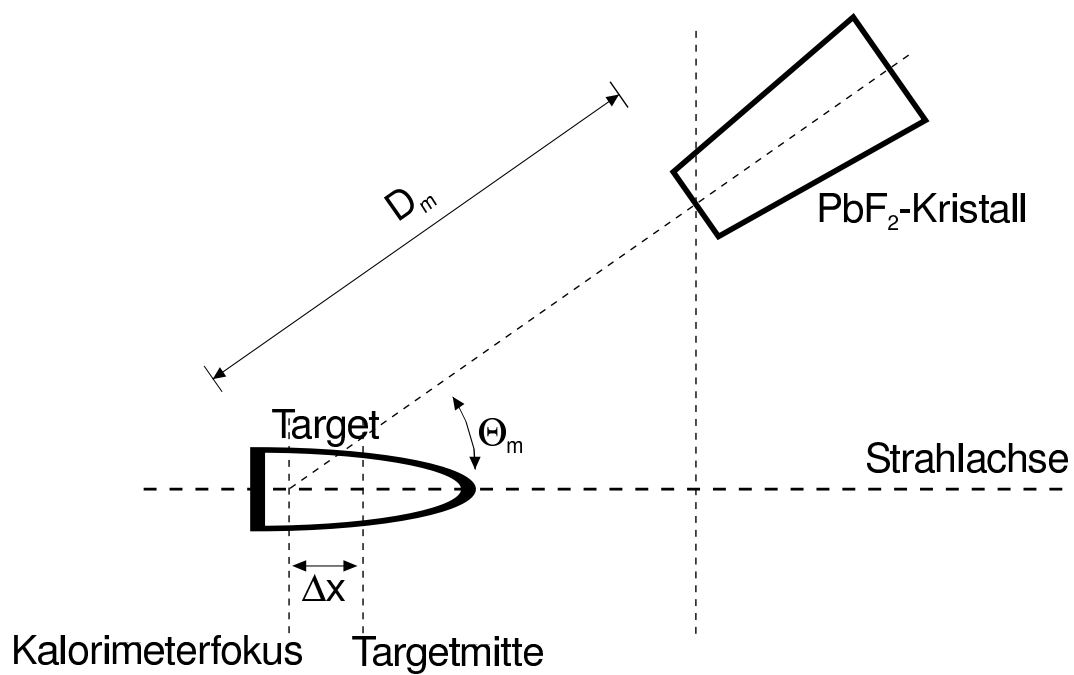 D_m
PbF_2-Kristall
Target
Θ_m
Strahlachse
Δx
Kalorimeterfokus
Targetmitte